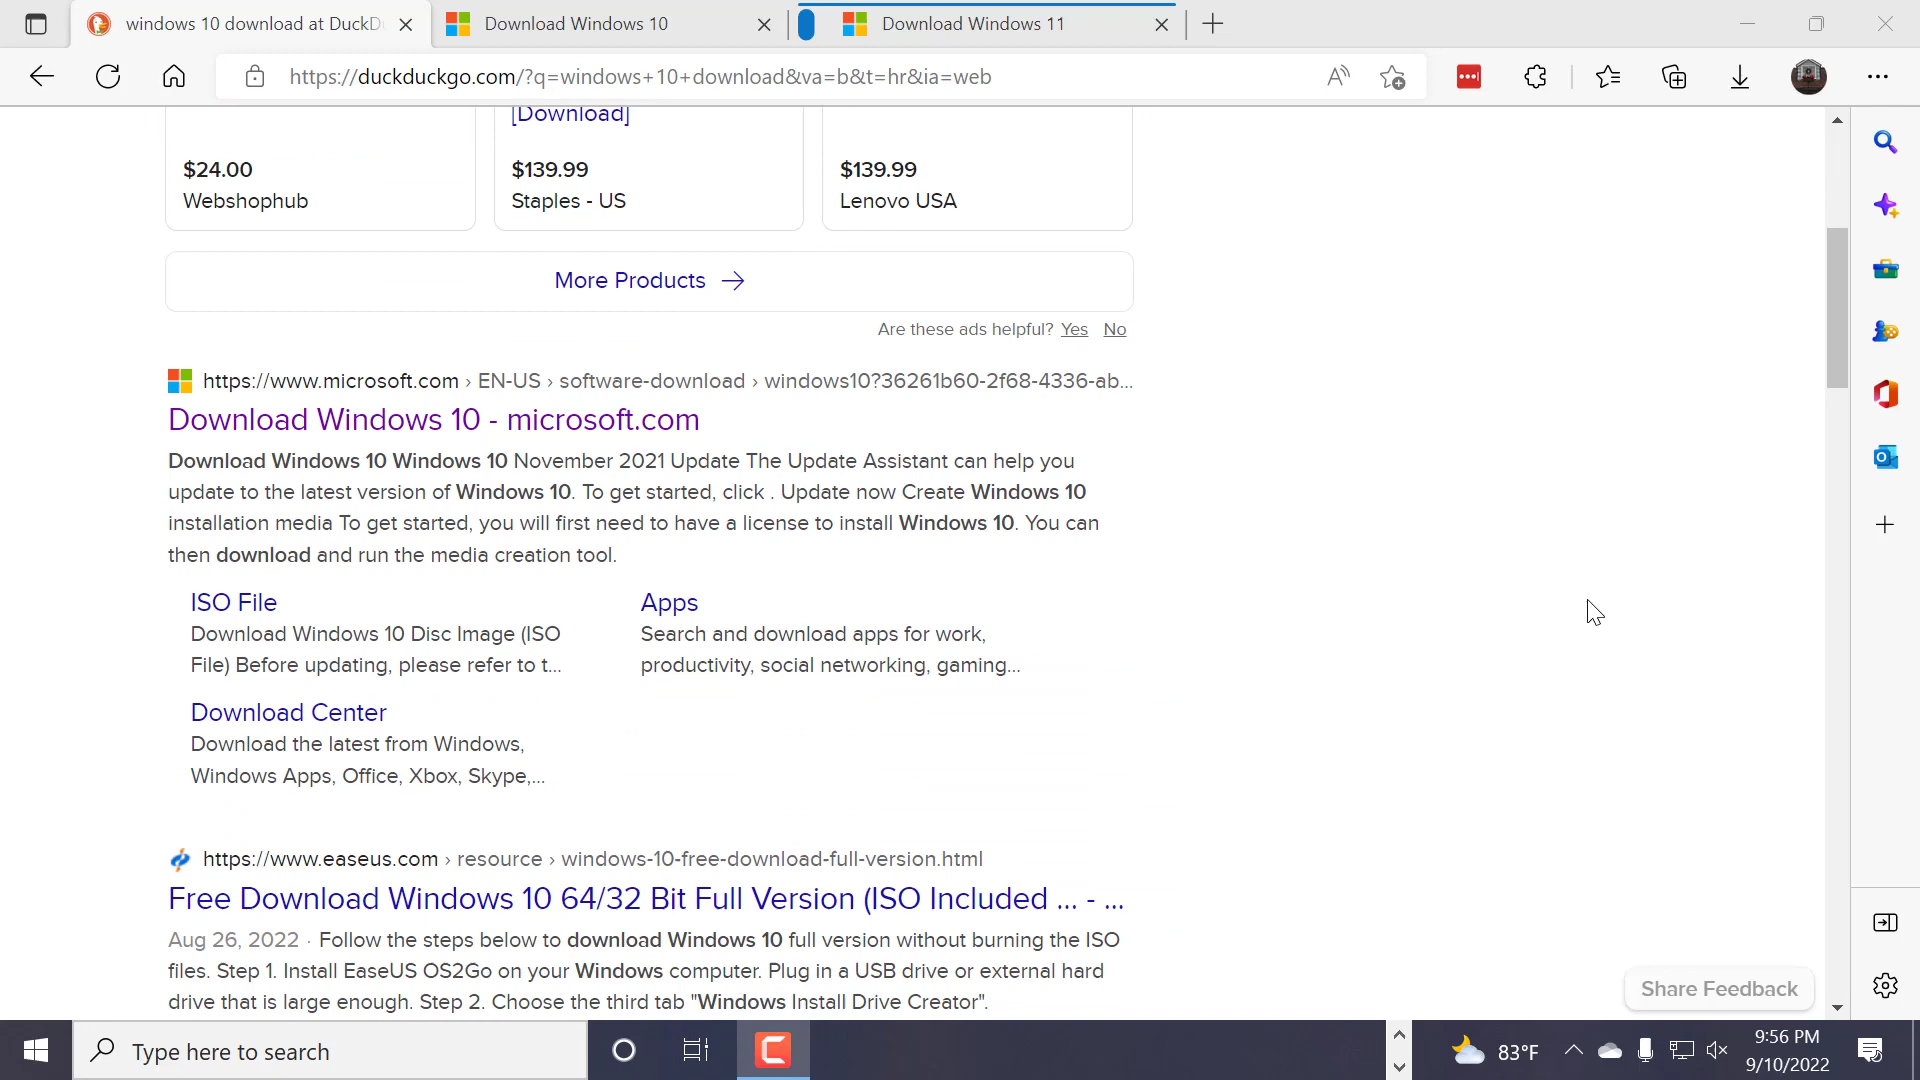 windows 10 download at DuckD
Download Windows 10
Download Windows 11
https://duckduckgo.com/?q=windows+10+download&va=b&t=hr&ia=web
[Download]
$24.00
Webshophub
$139.99
Staples - US
$139.99
Lenovo USA
More Products
Are these ads helpful? Yes No
https://www.microsoft.com › EN-US › software-download › windows10?36261b60-2f68-4336-ab...
Download Windows 10 - microsoft.com
Download Windows 10 Windows 10 November 2021 Update The Update Assistant can help you
update to the latest version of Windows 10. To get started, click . Update now Create Windows 10
installation media To get started, you will first need to have a license to install Windows 10. You can
then download and run the media creation tool.
ISO File
Download Windows 10 Disc Image (ISO
File) Before updating, please refer to t...
Apps
Search and download apps for work,
productivity, social networking, gaming...
Download Center
Download the latest from Windows,
Windows Apps, Office, Xbox, Skype,...
https://www.easeus.com › resource › windows-10-free-download-full-version.html
Free Download Windows 10 64/32 Bit Full Version (ISO Included ... - ...
Aug 26, 2022 · Follow the steps below to download Windows 10 full version without burning the ISO
files. Step 1. Install EaseUS OS2Go on your Windows computer. Plug in a USB drive or external hard
drive that is large enough. Step 2. Choose the third tab "Windows Install Drive Creator".
Share Feedback
Type here to search
83°F
9:56 PM
9/10/2022